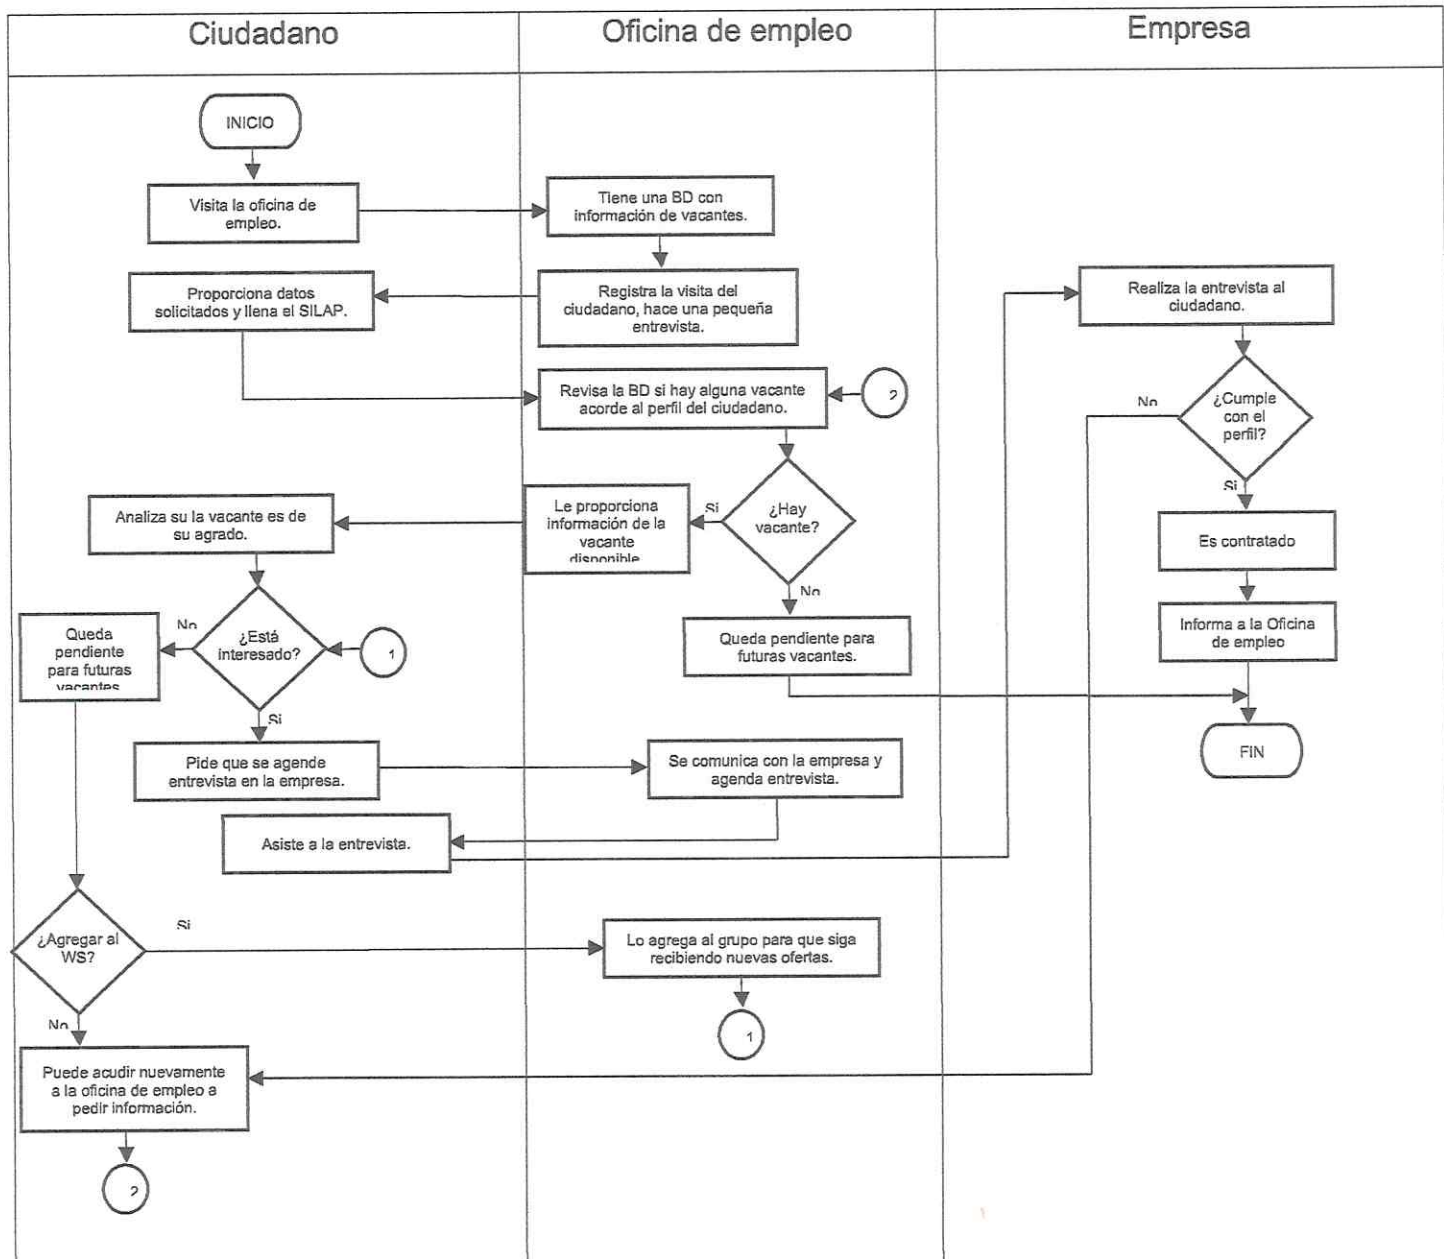 Ciudadano
Oficina de empleo
Empresa
INICIO
Visita la oficina de
empleo.
Tiene una BD con
información de vacantes.
Proporciona datos
solicitados y llena el SILAP.
Registra la visita del
ciudadano, hace una pequeña
entrevista.
Realiza la entrevista al
ciudadano.
Revisa la BD si hay alguna vacante
acorde al perfil del ciudadano.
2
No
¿Cumple
con el
perfil?
Si
Analiza su la vacante es de
su agrado.
Le proporciona
información de la
vacante
disponible
Si
¿Hay
vacante?
No
Es contratado
Queda
pendiente
para futuras
vacantes
No
¿Está
interesado?
1
Si
Queda pendiente para
futuras vacantes.
Informa a la Oficina
de empleo
FIN
Pide que se agende
entrevista en la empresa.
Se comunica con la empresa y
agenda entrevista.
Asiste a la entrevista.
¿Agregar al
WS?
Si
No
Lo agrega al grupo para que siga
recibiendo nuevas ofertas.
1
Puede acudir nuevamente
a la oficina de empleo a
pedir información.
2